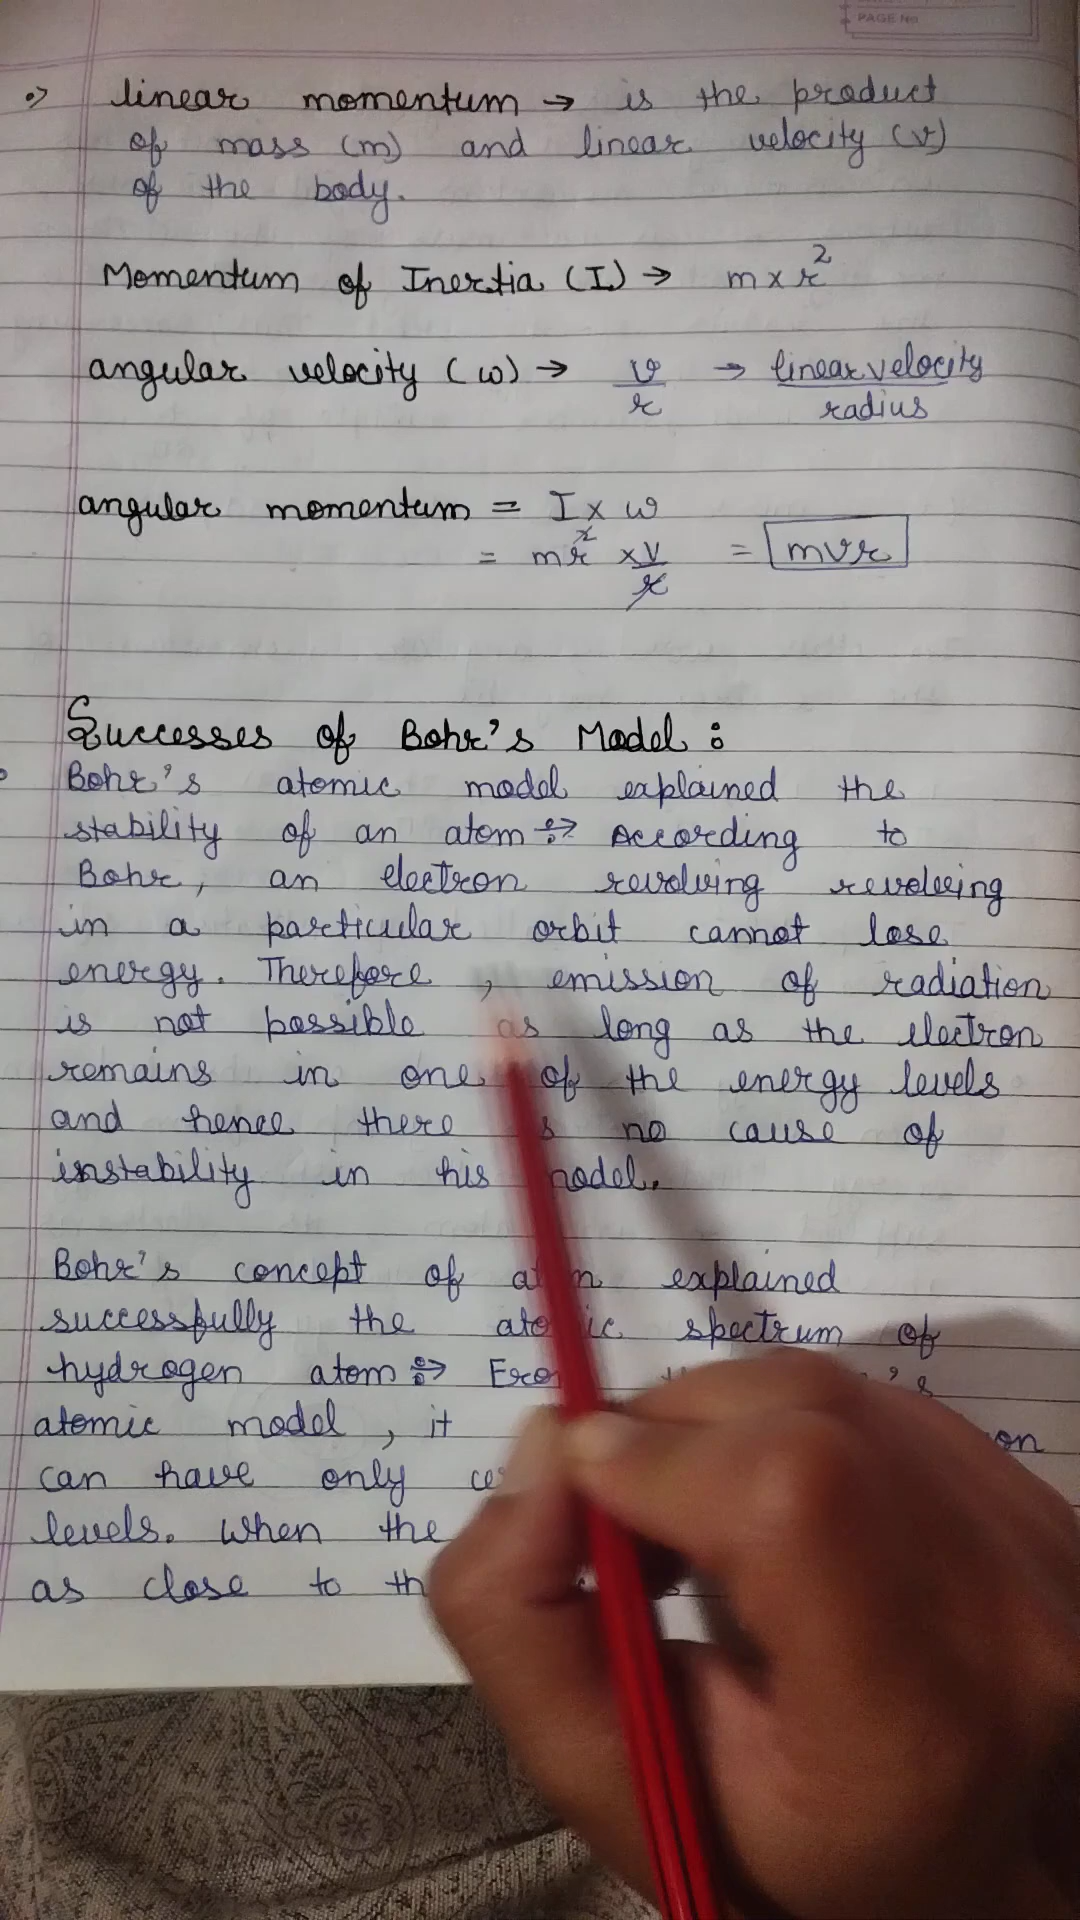 PAGE No
linear momentum → is the product
of mass (m) and linear velocity (v)
of the body.
Momentum of Inertia (I) → m x r²
angular velocity (ω) → v/r → linear velocity/radius
angular momentum = I x ω
= mr² x v/r = mvr
Successes of Bohr's Model :
Bohr's atomic model explained the
stability of an atom :→ According to
Bohr, an electron revolving revolving
in a particular orbit cannot lose
energy. Therefore, emission of radiation
is not possible as long as the electron
remains in one of the energy levels
and hence there no cause of
instability in his model.
Bohr's concept of explained
successfully the spectrum of
hydrogen atom :→ 's
atomic model, it
can have only
levels. When the
as close to